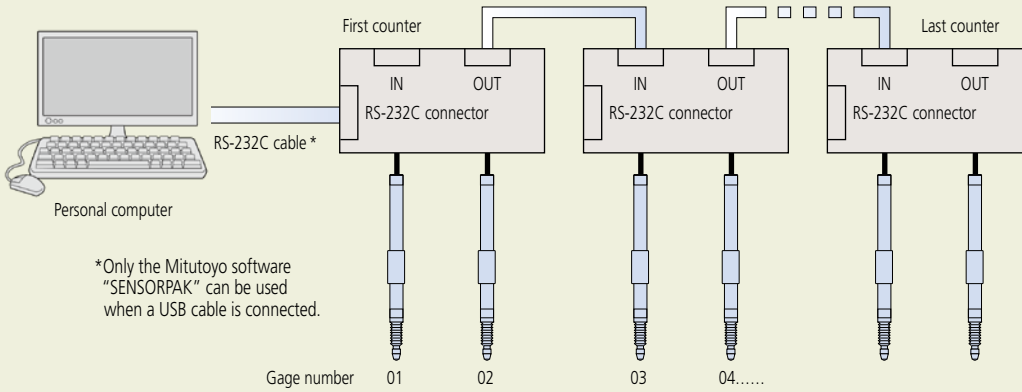 First counter
Last counter
IN
OUT
IN
OUT
IN
OUT
RS-232C connector
RS-232C connector
RS-232C connector
RS-232C cable *
Personal computer
*Only the Mitutoyo software
“SENSORPAK” can be used
when a USB cable is connected.
Gage number 01 02 03 04......